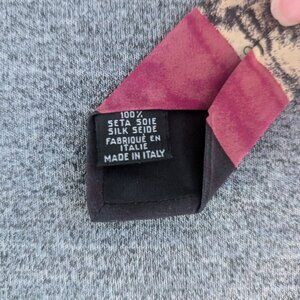 100%
SETA SOIE
SILK SEIDE
FABRIQUÉ EN
ITALIE
MADE IN ITALY